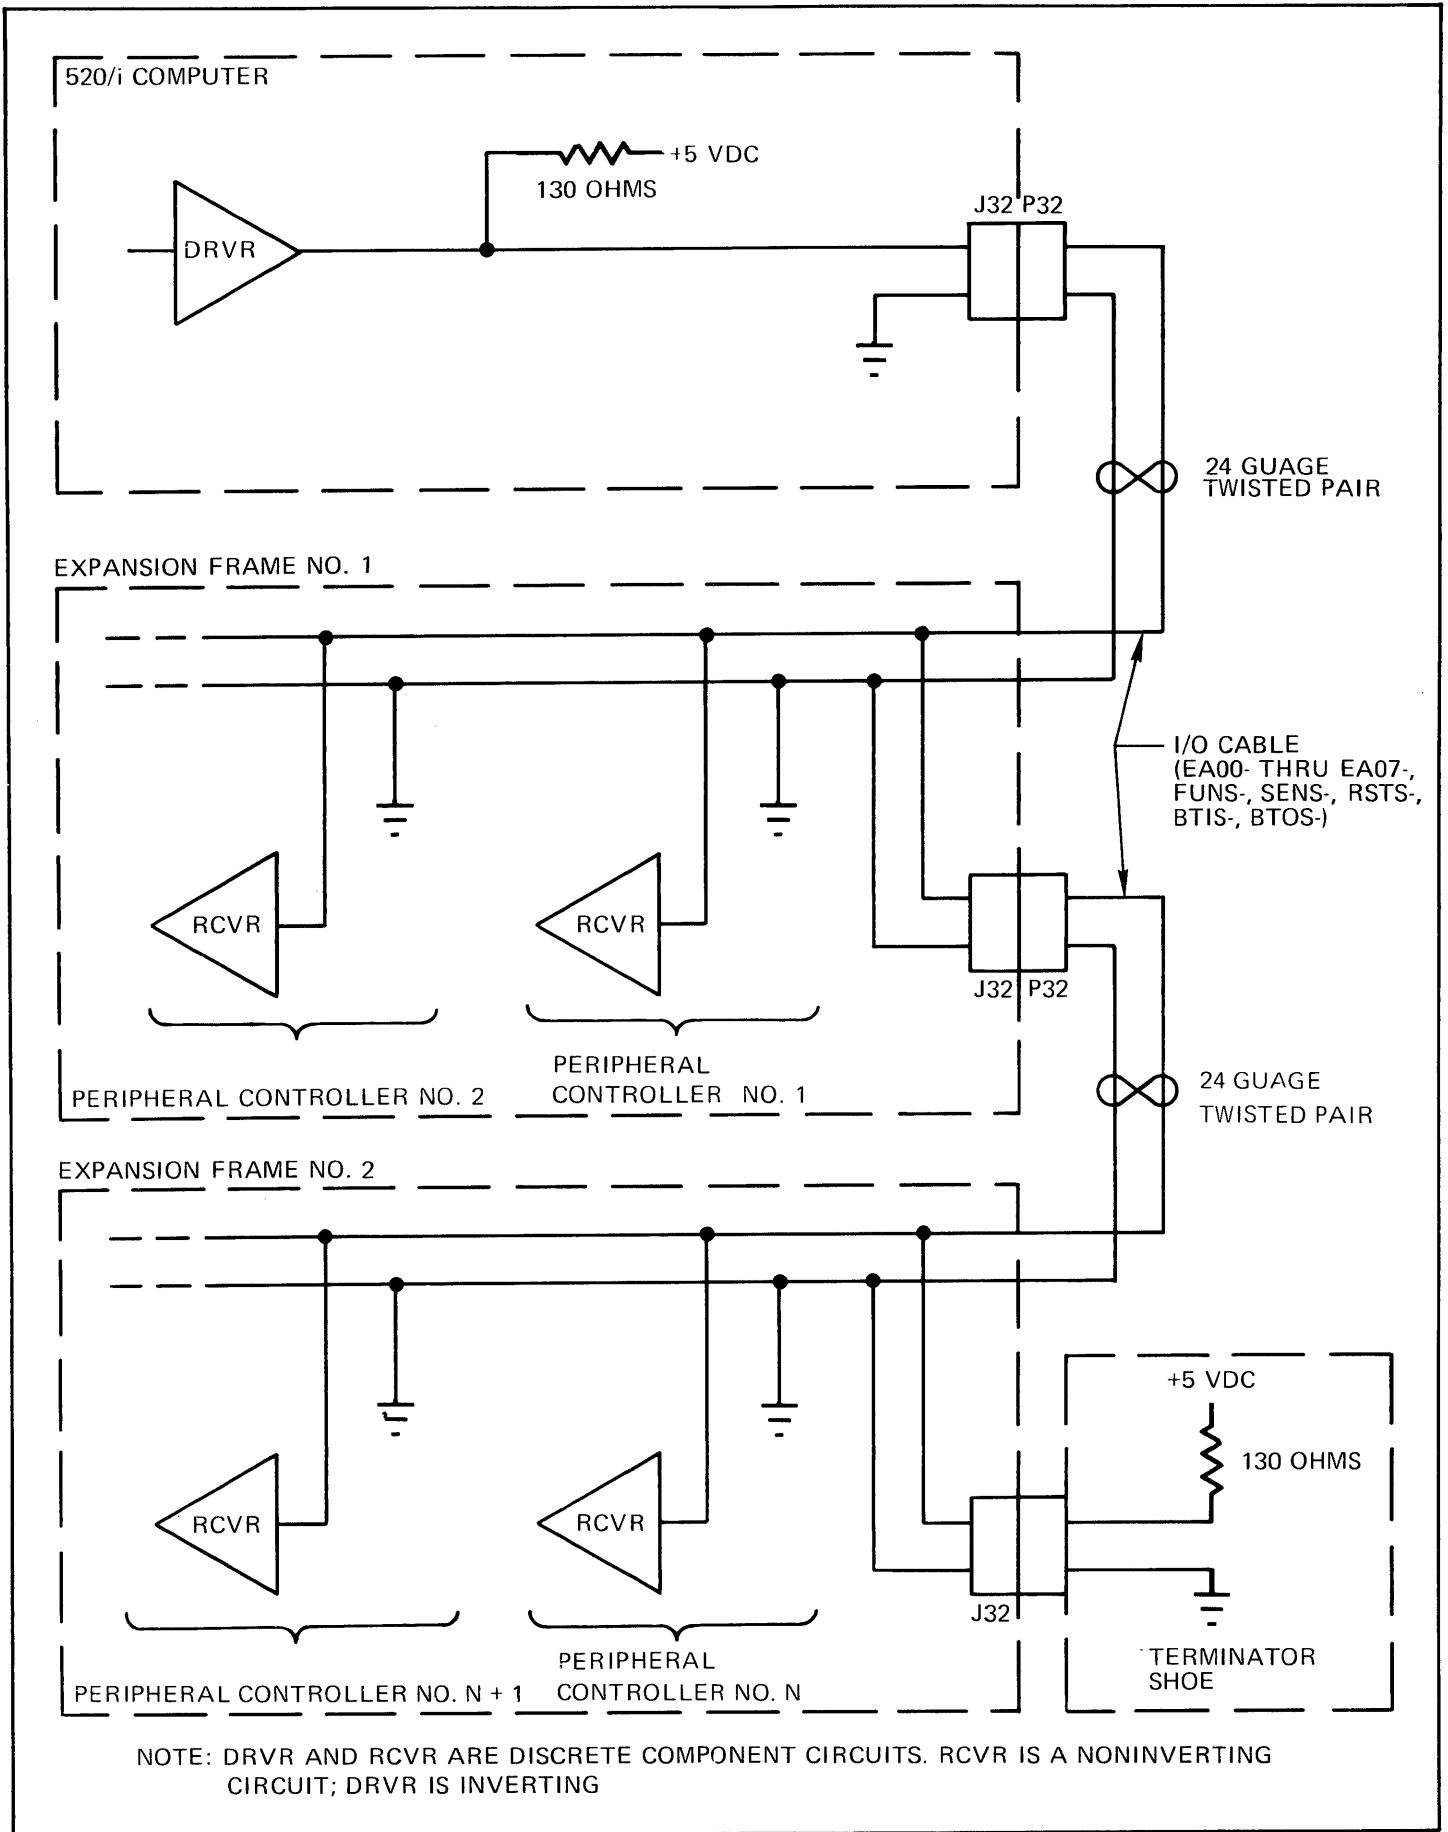 520/i COMPUTER
+5 VDC
130 OHMS
DRVR
J32 P32
24 GUAGE
TWISTED PAIR
EXPANSION FRAME NO. 1
I/O CABLE
(EA00- THRU EA07-,
FUNS-, SENS-, RSTS-,
BTIS-, BTOS-)
RCVR
RCVR
J32 P32
PERIPHERAL
CONTROLLER NO. 1
PERIPHERAL CONTROLLER NO. 2
24 GUAGE
TWISTED PAIR
EXPANSION FRAME NO. 2
+5 VDC
130 OHMS
RCVR
RCVR
J32
TERMINATOR
SHOE
PERIPHERAL
CONTROLLER NO. N
PERIPHERAL CONTROLLER NO. N + 1
NOTE: DRVR AND RCVR ARE DISCRETE COMPONENT CIRCUITS. RCVR IS A NONINVERTING
CIRCUIT; DRVR IS INVERTING